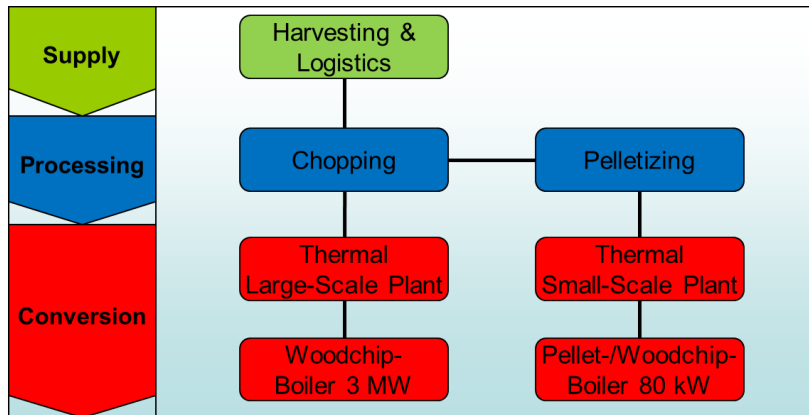 Supply
Harvesting &
Logistics
Processing
Chopping
Pelletizing
Conversion
Thermal
Large-Scale Plant
Thermal
Small-Scale Plant
Woodchip-
Boiler 3 MW
Pellet-/Woodchip-
Boiler 80 kW